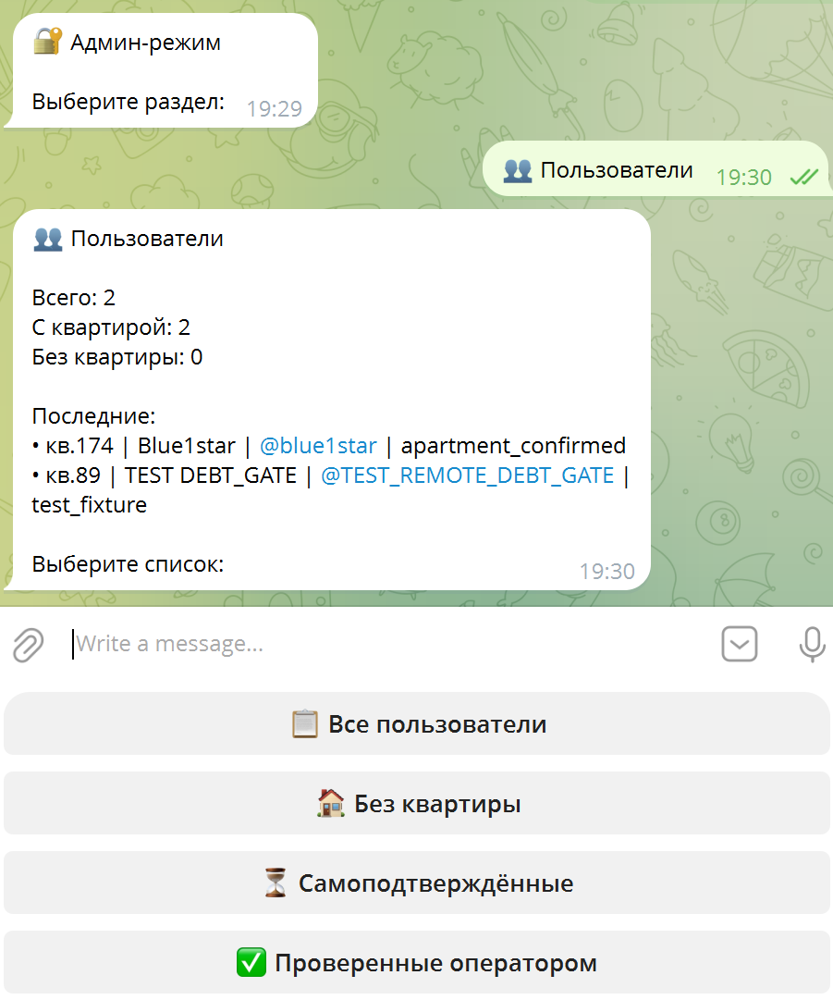 Админ-режим
Выберите раздел:
19:29
Пользователи
19:30
Пользователи
Всего: 2
С квартирой: 2
Без квартиры: 0
Последние:
• кв.174 | Blue1star | @blue1star | apartment_confirmed
• кв.89 | TEST DEBT_GATE | @TEST_REMOTE_DEBT_GATE |
test_fixture
Выберите список:
19:30
Write a message...
Все пользователи
Без квартиры
Самоподтверждённые
Проверенные оператором